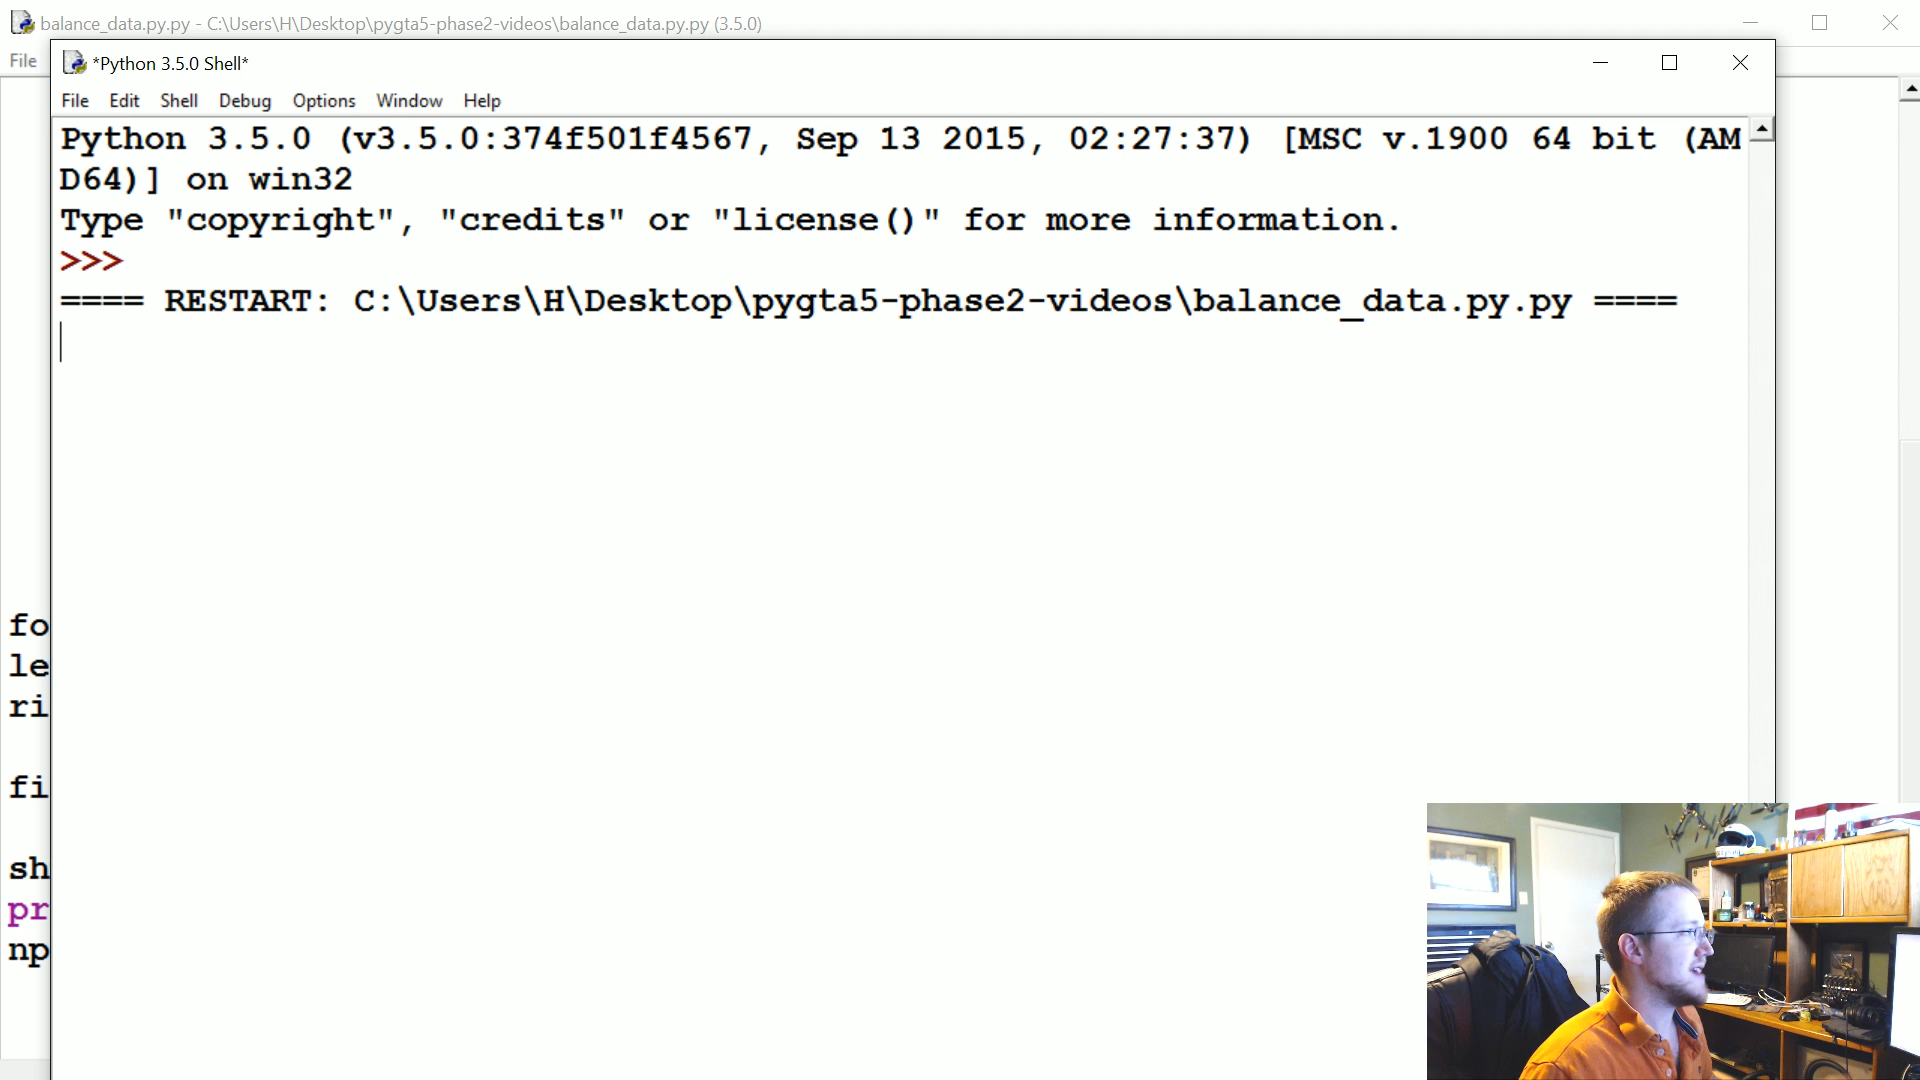 balance_data.py.py - C:\Users\H\Desktop\pygta5-phase2-videos\balance_data.py.py (3.5.0)
File
*Python 3.5.0 Shell*
File Edit Shell Debug Options Window Help
Python 3.5.0 (v3.5.0:374f501f4567, Sep 13 2015, 02:27:37) [MSC v.1900 64 bit (AM
D64)] on win32
Type "copyright", "credits" or "license()" for more information.
>>>
==== RESTART: C:\Users\H\Desktop\pygta5-phase2-videos\balance_data.py.py ====
fo
le
ri
fi
sh
pr
np